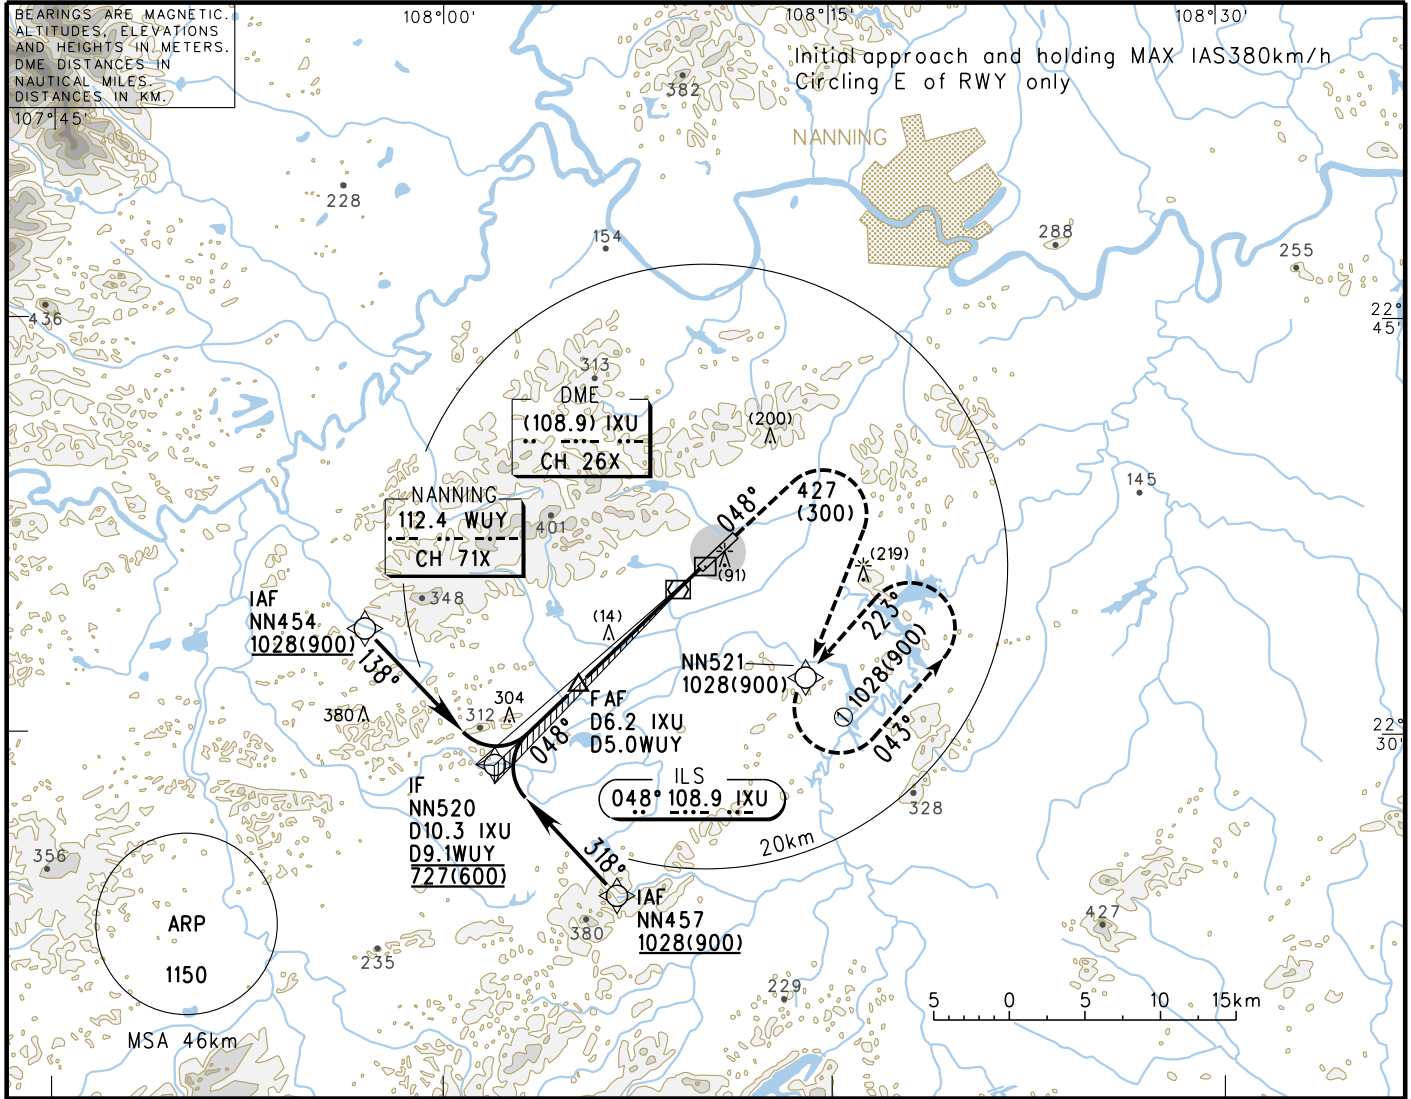 BEARINGS ARE MAGNETIC.
ALTITUDES, ELEVATIONS
AND HEIGHTS IN METERS.
DME DISTANCES IN
NAUTICAL MILES.
DISTANCES IN KM.
107°45'
108°00'
108°15'
108°30'
Initial approach and holding MAX IAS380km/h
Circling E of RWY only
382
NANNING
228
154
288
255
436
22°
45'
313
DME
(108.9) IXU
CH 26X
(200)
NANNING
112.4 WUY
CH 71X
401
145
048°
427
(300)
(91)
(219)
IAF
NN454
1028(900)
348
(14)
138°
223°
NN521
1028(900)
1
1028(900)
043°
380
312
304
FAF
D6.2 IXU
D5.0WUY
048°
22°
30'
IF
NN520
D10.3 IXU
D9.1WUY
727(600)
ILS
048° 108.9 IXU
328
20km
318°
356
IAF
NN457
1028(900)
380
427
ARP
1150
235
229
MSA 46km
5 0 5 10 15km